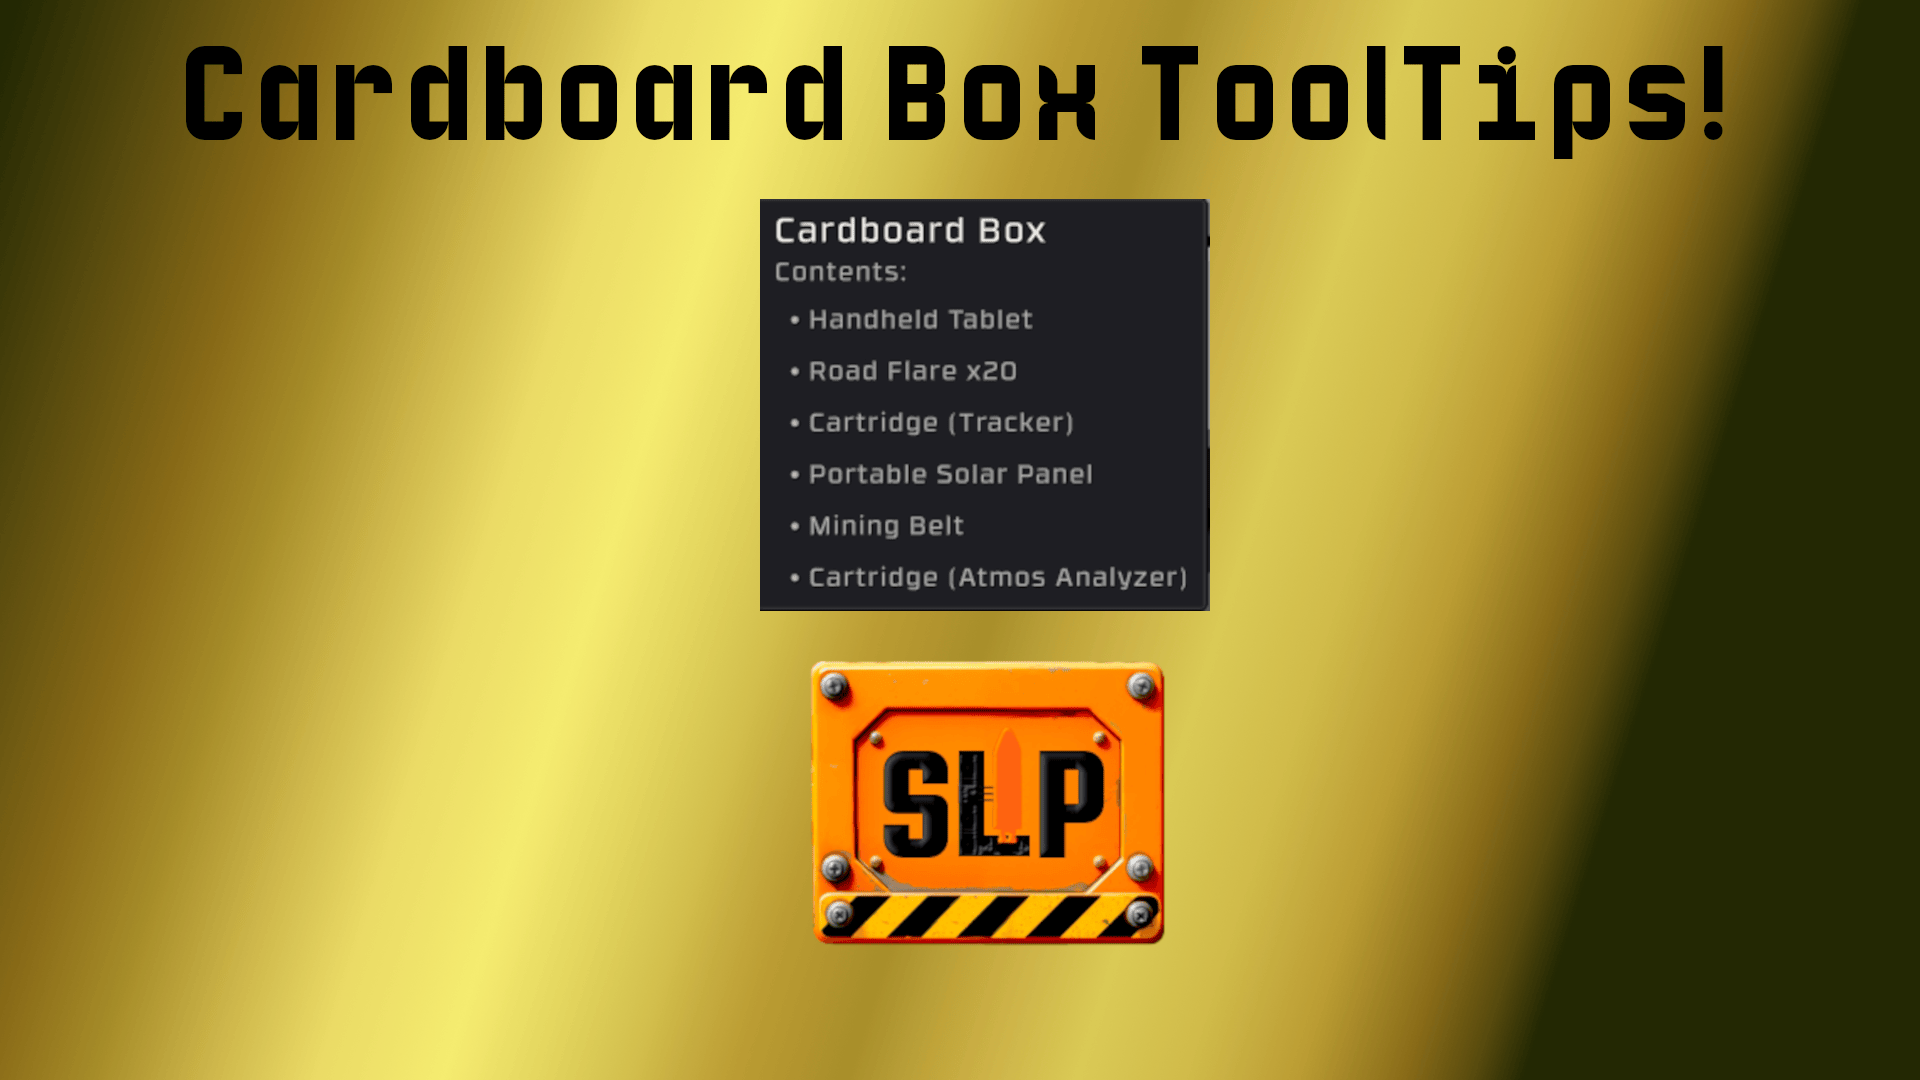 Cardboard Box ToolTips!
Cardboard Box
Contents:
• Handheld Tablet
• Road Flare x20
• Cartridge (Tracker)
• Portable Solar Panel
• Mining Belt
• Cartridge (Atmos Analyzer)
SLP